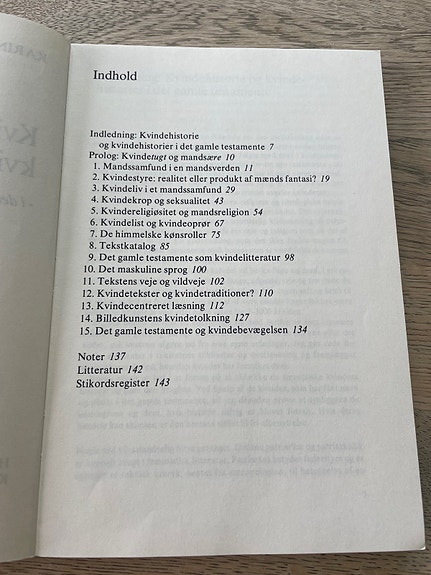 KARIN
Indhold
Indledning: Kvindehistorie
og kvindehistorier i det gamle testamente 7
Prolog: Kvindetugt og mandsære 10
1. Mandssamfund i en mandsverden 11
2. Kvindestyre: realitet eller produkt af mænds fantasi? 19
3. Kvindeliv i et mandssamfund 29
4. Kvindekrop og seksualitet 43
5. Kvindereligiøsitet og mandsreligion 54
6. Kvindelist og kvindeoprør 67
7. De himmelske kønsroller 75
8. Tekstkatalog 85
9. Det gamle testamente som kvindelitteratur 98
10. Det maskuline sprog 100
11. Tekstens veje og vildveje 102
12. Kvindetekster og kvindetraditioner? 110
13. Kvindecentreret læsning 112
14. Billedkunstens kvindetolkning 127
15. Det gamle testamente og kvindebevægelsen 134
Noter 137
Litteratur 142
Stikordsregister 143